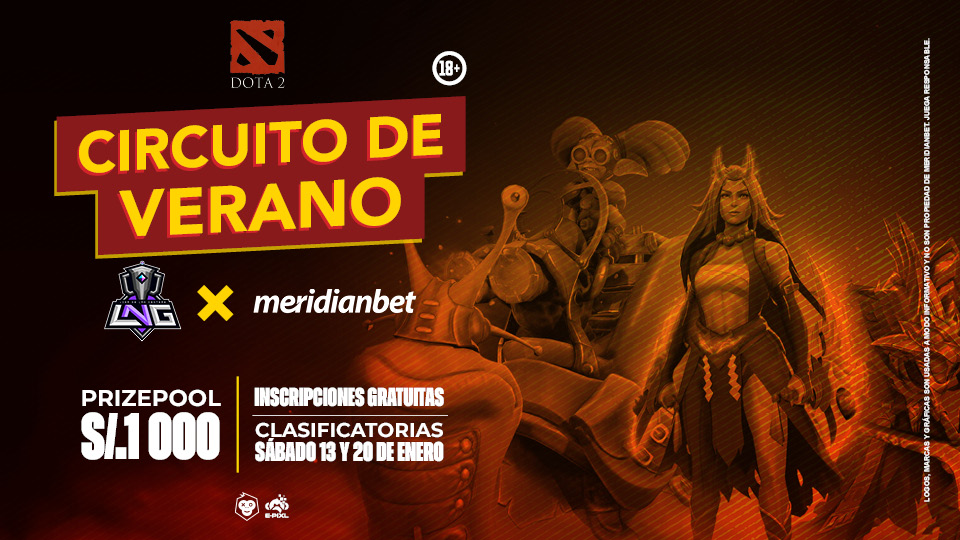 DOTA 2
18+
CIRCUITO DE
VERANO
LNG
meridianbet
PRIZEPOOL
S/.1 000
INSCRIPCIONES GRATUITAS
CLASIFICATORIAS
SÁBADO 13 Y 20 DE ENERO
E-PIXL
LOGOS, MARCAS Y GRÁFICAS SON USADAS A MODO INFORMATIVO Y NO SON PROPIEDAD DE MERIDIANBET. JUEGA RESPONSABLE.